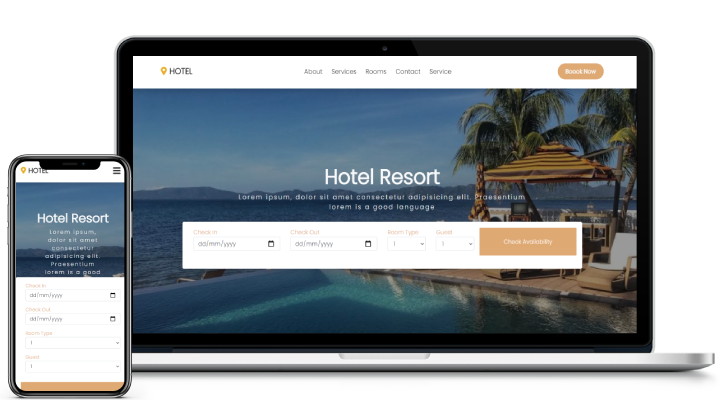 HOTEL
About Services Rooms Contact Service
Boook Now
Hotel Resort
Lorem ipsum, dolor sit amet consectetur adipisicing elit. Praesentium
lorem is a good language
Check In
dd/mm/yyyy
Check Out
dd/mm/yyyy
Room Type
1
Guest
1
Check Availability
HOTEL
Hotel Resort
Lorem ipsum,
dolor sit amet
consectetur
adipisicing elit.
Praesentium
lorem is a good
Check In
dd/mm/yyyy
Check Out
dd/mm/yyyy
Room Type
1
Guest
1